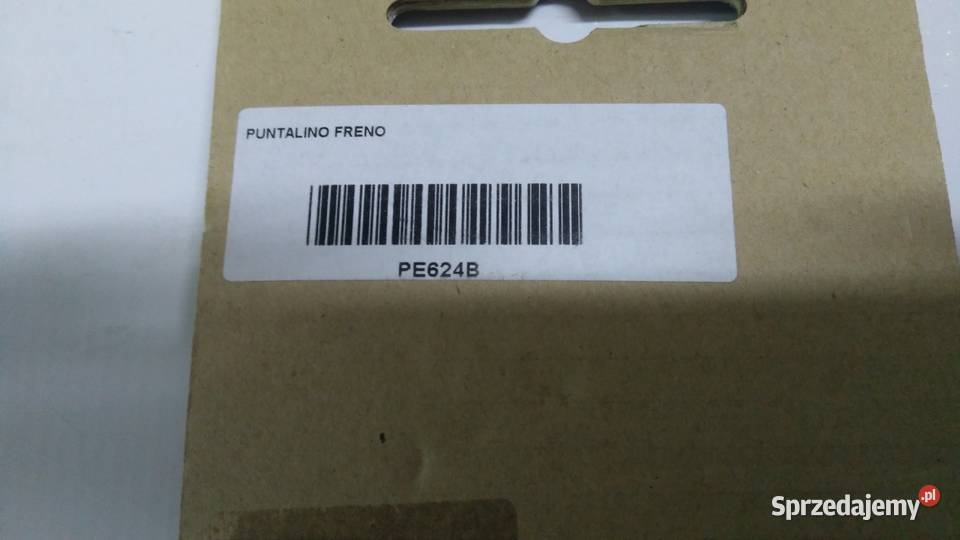 PUNTALINO FRENO
PE624B
Sprzedajemy.pl